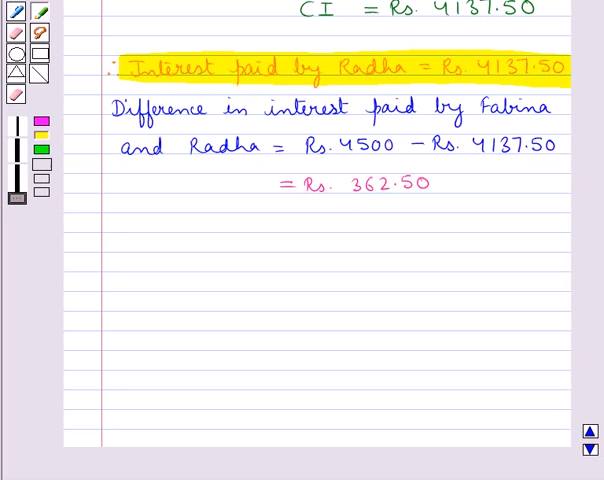 CI = Rs. 4137.50
∴ Interest paid by Radha = Rs. 4137.50
Difference in interest paid by Fabina
and Radha = Rs. 4500 - Rs. 4137.50
= Rs. 362.50